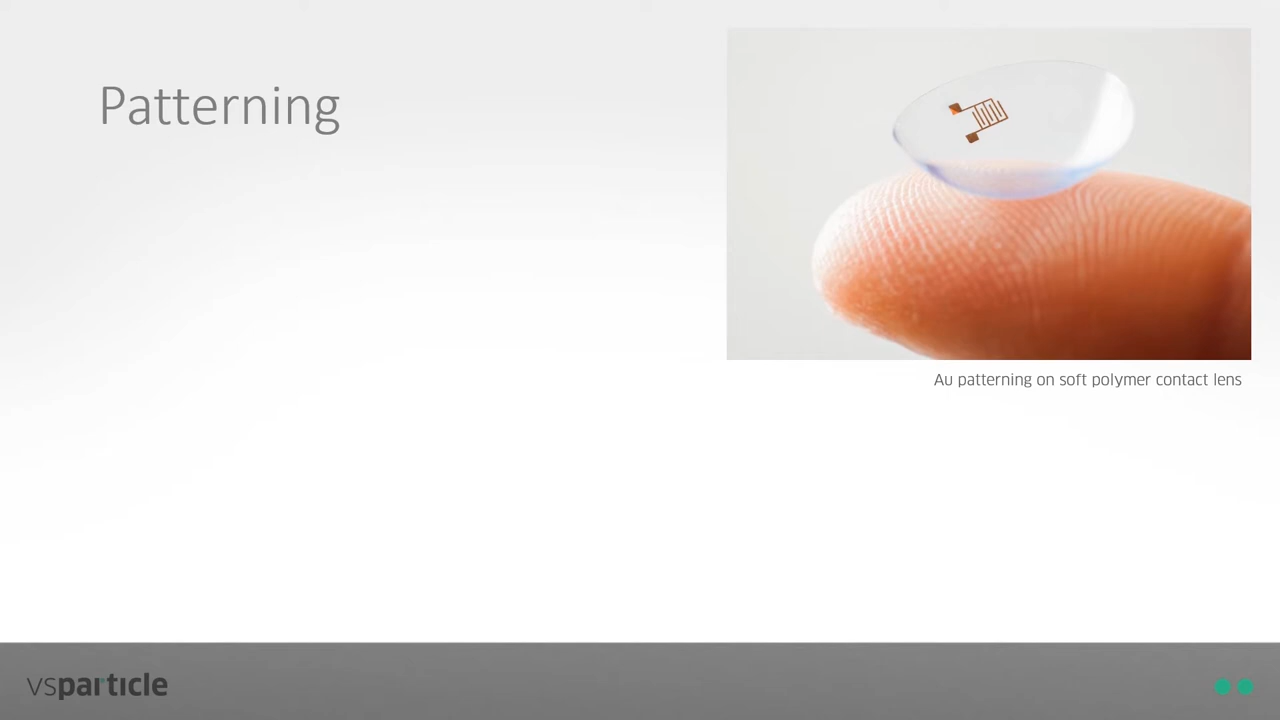 Patterning
Au patterning on soft polymer contact lens
vsparticle